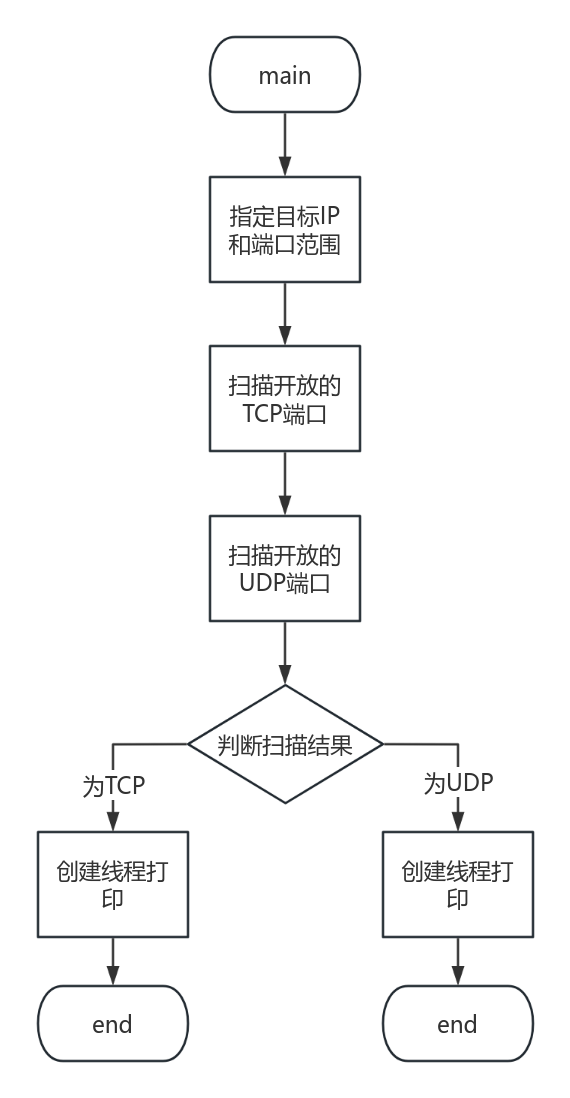 main
指定目标IP
和端口范围
扫描开放的
TCP端口
扫描开放的
UDP端口
判断扫描结果
为TCP
为UDP
创建线程打
印
创建线程打
印
end
end